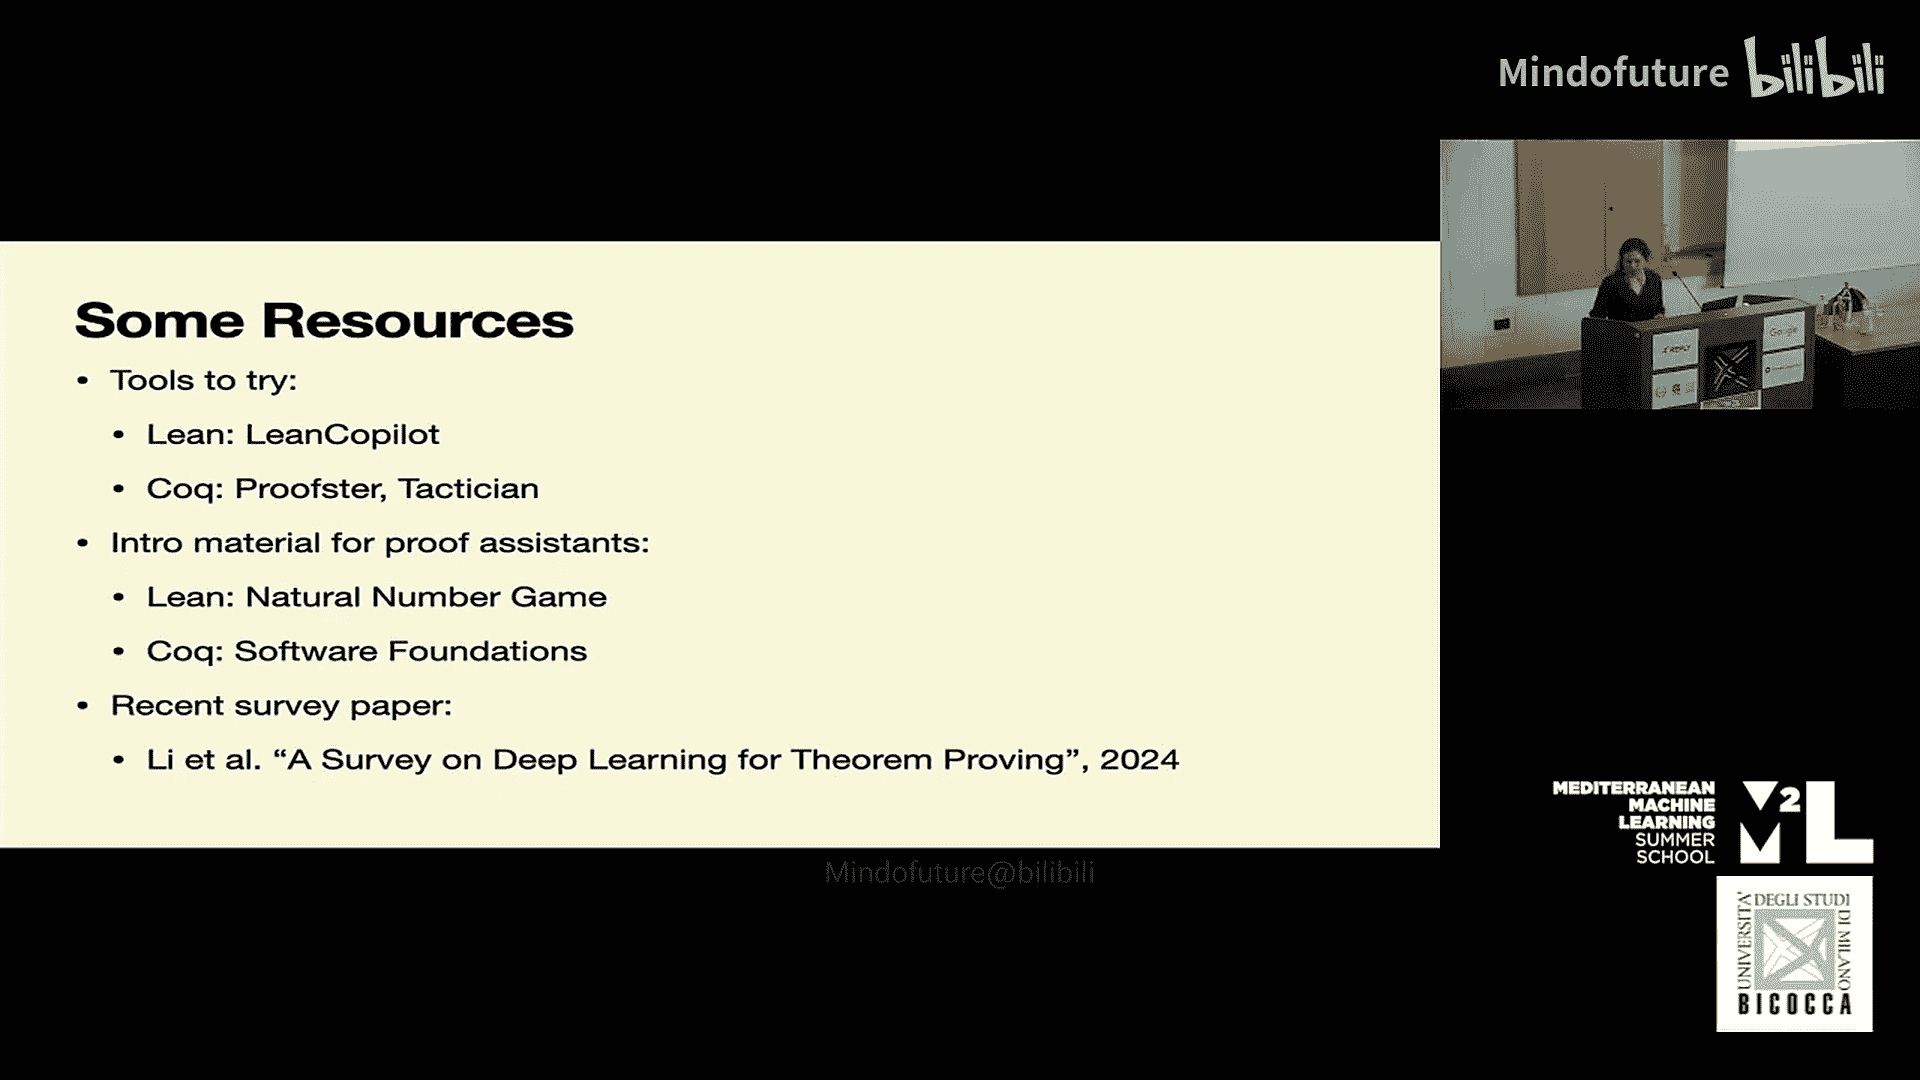 Mindofuture bilibili
Some Resources
• Tools to try:
• Lean: LeanCopilot
• Coq: Proofster, Tactician
• Intro material for proof assistants:
• Lean: Natural Number Game
• Coq: Software Foundations
• Recent survey paper:
• Li et al. “A Survey on Deep Learning for Theorem Proving”, 2024
Mindofuture@bilibili
Google
MEDITERRANEAN
MACHINE
LEARNING
SUMMER
SCHOOL
M2L
UNIVERSITA' DEGLI STUDI DI MILANO
BICOCCA